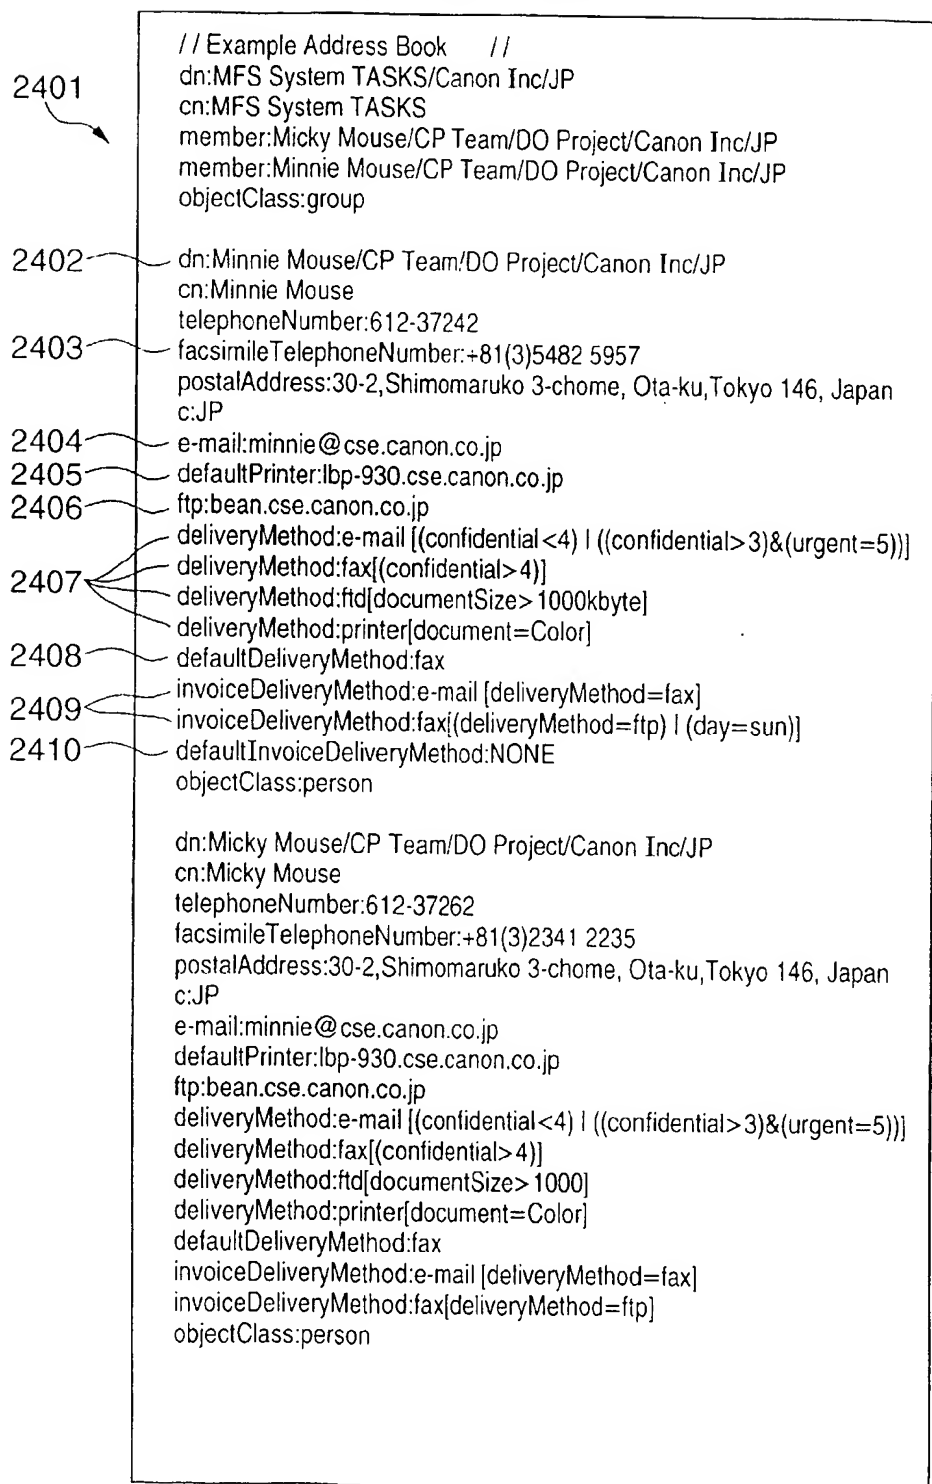 // Example Address Book //
dn:MFS System TASKS/Canon Inc/JP
2401
cn:MFS System TASKS
member:Micky Mouse/CP Team/DO Project/Canon Inc/JP
member:Minnie Mouse/CP Team/DO Project/Canon Inc/JP
objectClass:group
2402 dn:Minnie Mouse/CP Team/DO Project/Canon Inc/JP
cn:Minnie Mouse
telephoneNumber:612-37242
2403 facsimileTelephoneNumber:+81(3)5482 5957
postalAddress:30-2,Shimomaruko 3-chome, Ota-ku,Tokyo 146, Japan
c:JP
2404 e-mail:minnie@cse.canon.co.jp
2405 defaultPrinter:lbp-930.cse.canon.co.jp
2406 ftp:bean.cse.canon.co.jp
deliveryMethod:e-mail [(confidential<4) | ((confidential>3)&(urgent=5))]
2407 deliveryMethod:fax[(confidential>4)]
deliveryMethod:ftd[documentSize>1000kbyte]
deliveryMethod:printer[document=Color]
2408 defaultDeliveryMethod:fax
2409 invoiceDeliveryMethod:e-mail [deliveryMethod=fax]
invoiceDeliveryMethod:fax[(deliveryMethod=ftp) | (day=sun)]
2410 defaultInvoiceDeliveryMethod:NONE
objectClass:person
dn:Micky Mouse/CP Team/DO Project/Canon Inc/JP
cn:Micky Mouse
telephoneNumber:612-37262
facsimileTelephoneNumber:+81(3)2341 2235
postalAddress:30-2,Shimomaruko 3-chome, Ota-ku,Tokyo 146, Japan
c:JP
e-mail:minnie@cse.canon.co.jp
defaultPrinter:lbp-930.cse.canon.co.jp
ftp:bean.cse.canon.co.jp
deliveryMethod:e-mail [(confidential<4) | ((confidential>3)&(urgent=5))]
deliveryMethod:fax[(confidential>4)]
deliveryMethod:ftd[documentSize>1000]
deliveryMethod:printer[document=Color]
defaultDeliveryMethod:fax
invoiceDeliveryMethod:e-mail [deliveryMethod=fax]
invoiceDeliveryMethod:fax[deliveryMethod=ftp]
objectClass:person